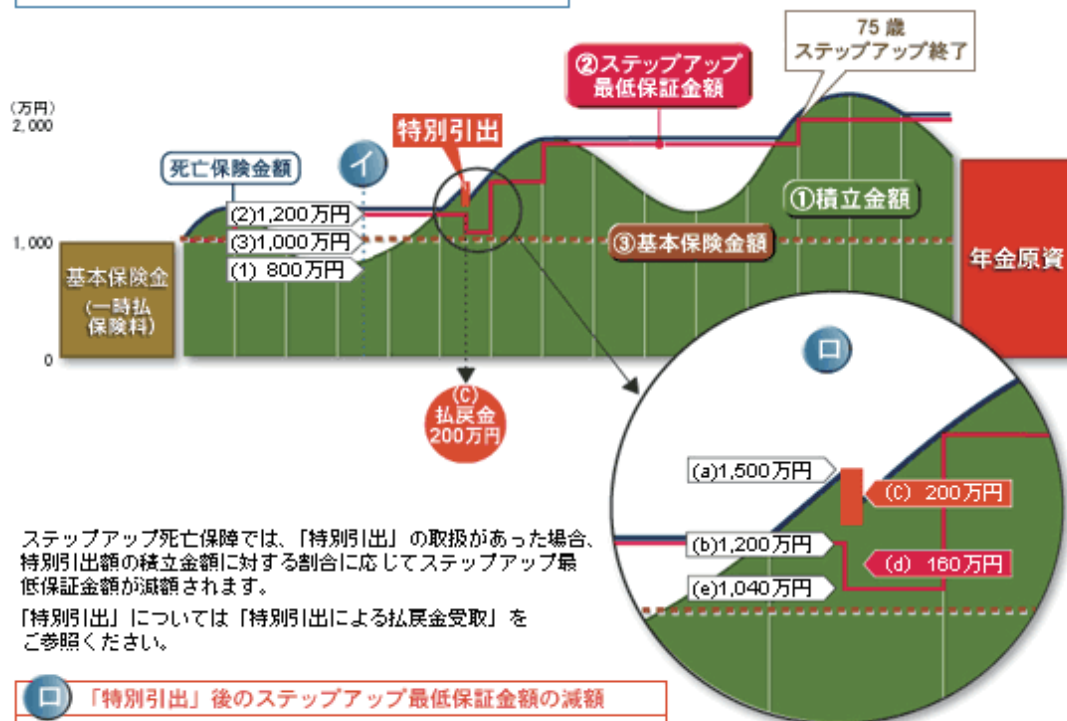 75歳
ステップアップ終了
②ステップアップ
最低保証金額
(万円)
2,000
特別引出
死亡保険金額
イ
(2)1,200万円
①積立金額
1,000
(3)1,000万円
③基本保険金額
(1) 800万円
基本保険金
(一時払
保険料)
年金原資
0
ロ
(C)
払戻金
200万円
(a)1,500万円
(C) 200万円
(b)1,200万円
(d) 160万円
(e)1,040万円
ステップアップ死亡保障では、「特別引出」の取扱があった場合、
特別引出額の積立金額に対する割合に応じてステップアップ最
低保証金額が減額されます。
「特別引出」については「特別引出による払戻金受取」を
ご参照ください。
ロ 「特別引出」後のステップアップ最低保証金額の減額